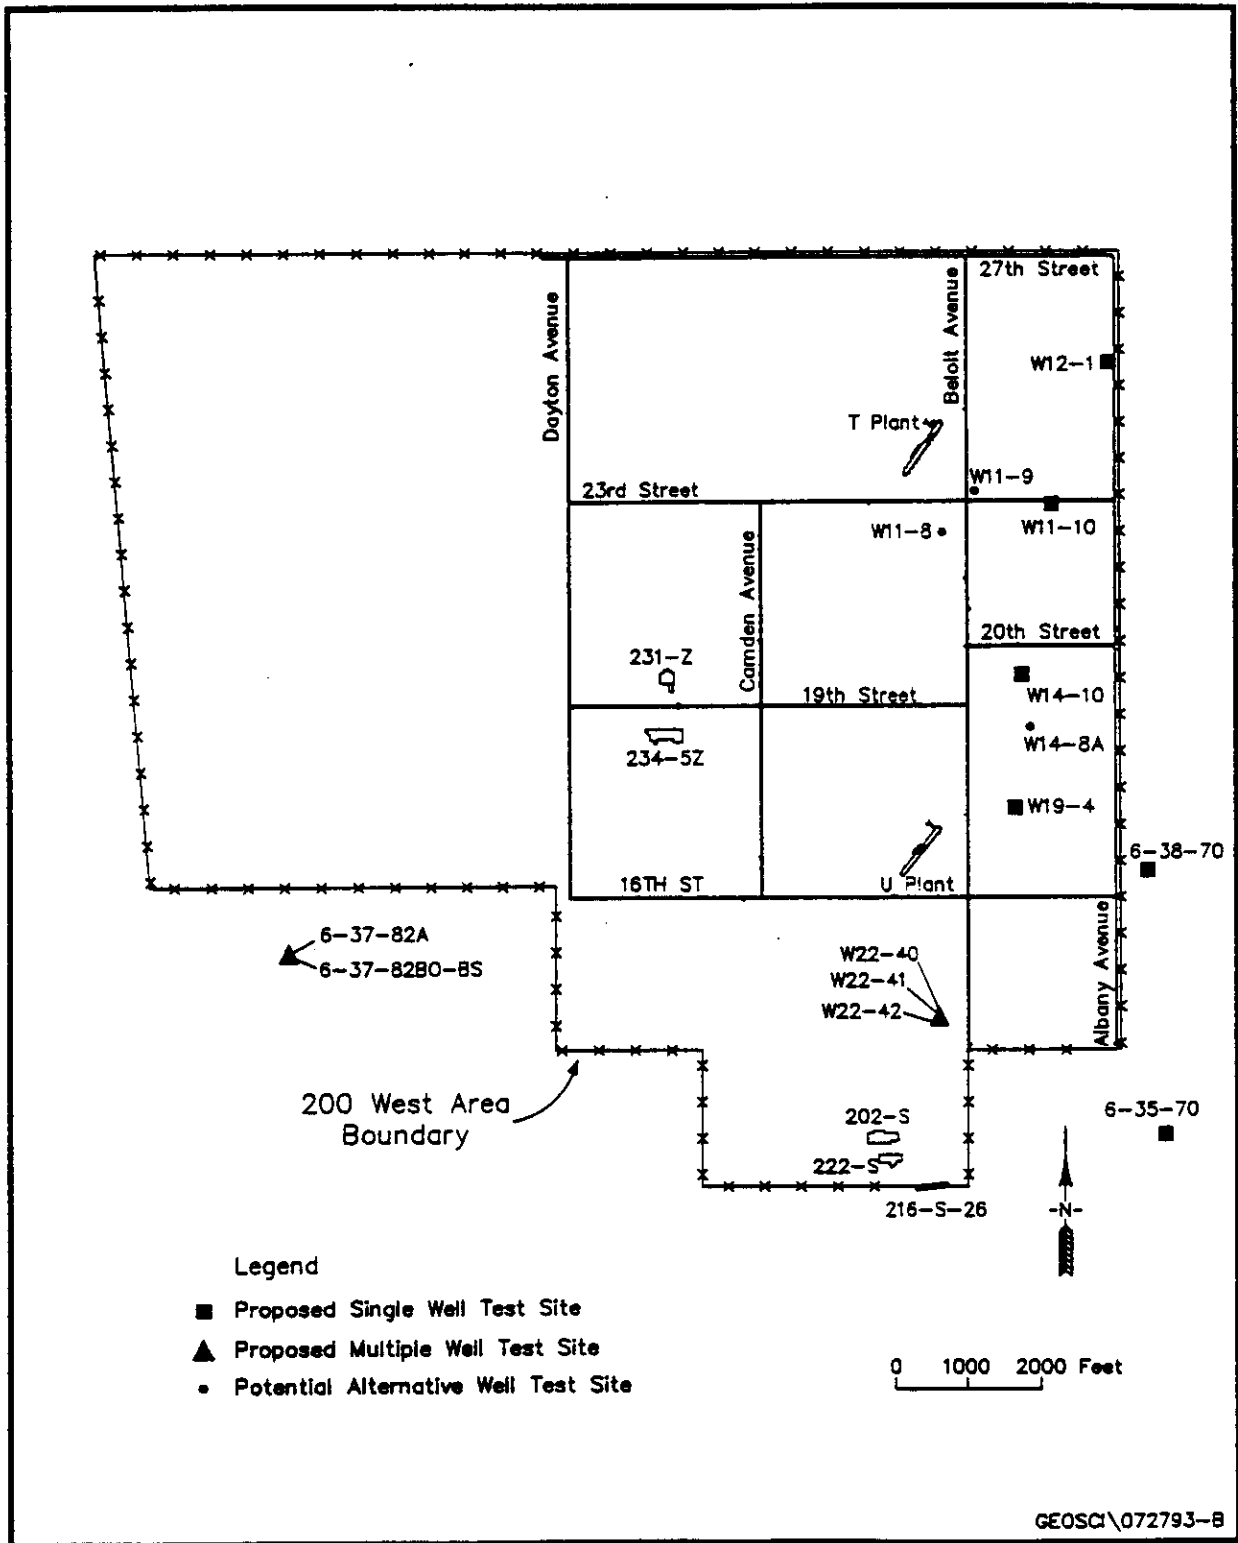 27th Street
Beloit Avenue
Dayton Avenue
W12-1
T Plant
W11-9
23rd Street
W11-10
W11-8
Camden Avenue
20th Street
231-Z
W14-10
19th Street
W14-8A
234-5Z
W19-4
6-38-70
16TH ST
U Plant
Albany Avenue
6-37-82A
6-37-82B0-BS
W22-40
W22-41
W22-42
200 West Area
Boundary
6-35-70
202-S
222-S
216-S-26
-N-
Legend
Proposed Single Well Test Site
Proposed Multiple Well Test Site
Potential Alternative Well Test Site
0 1000 2000 Feet
GEOSCI\072793-B